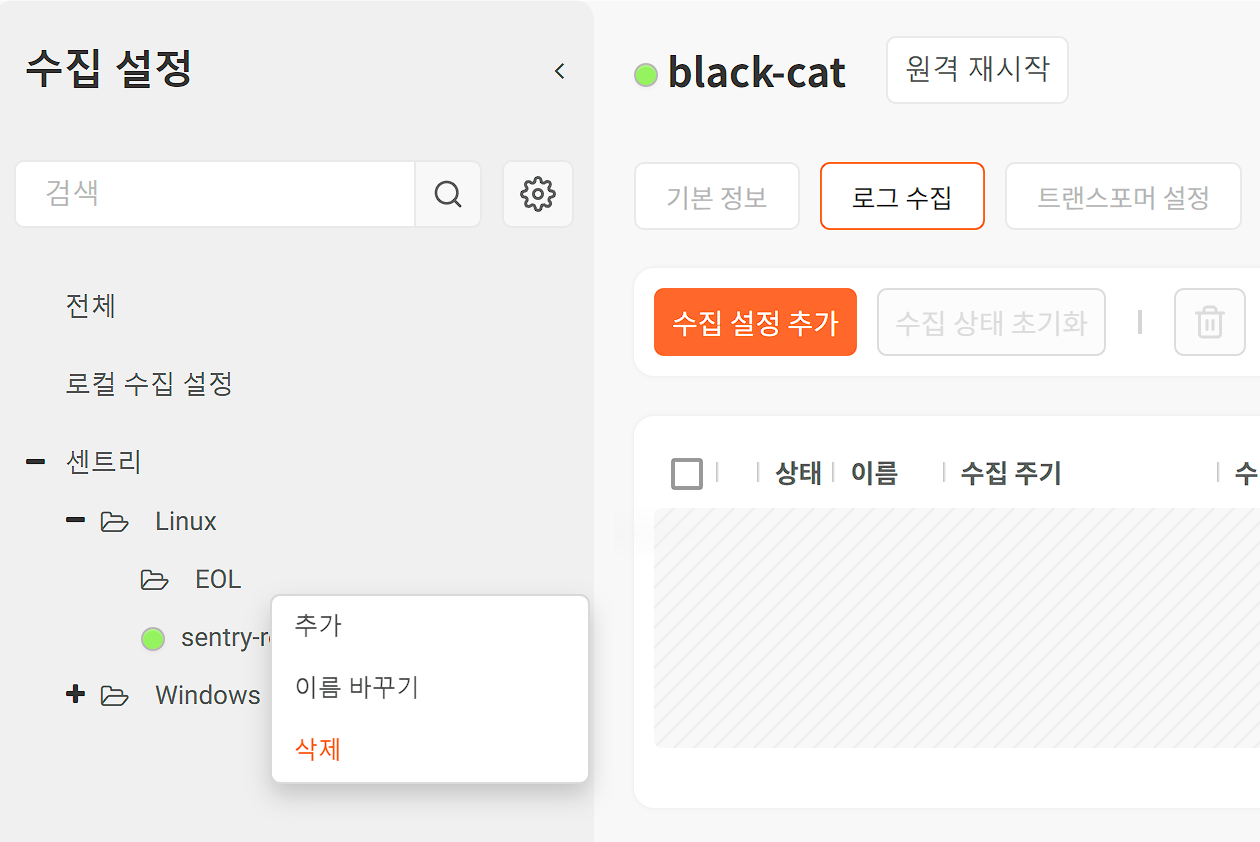 수집 설정
검색
전체
로컬 수집 설정
센트리
Linux
EOL
Windows
추가
이름 바꾸기
삭제
black-cat
원격 재시작
기본 정보
로그 수집
트랜스포머 설정
수집 설정 추가
수집 상태 초기화
상태
이름
수집 주기